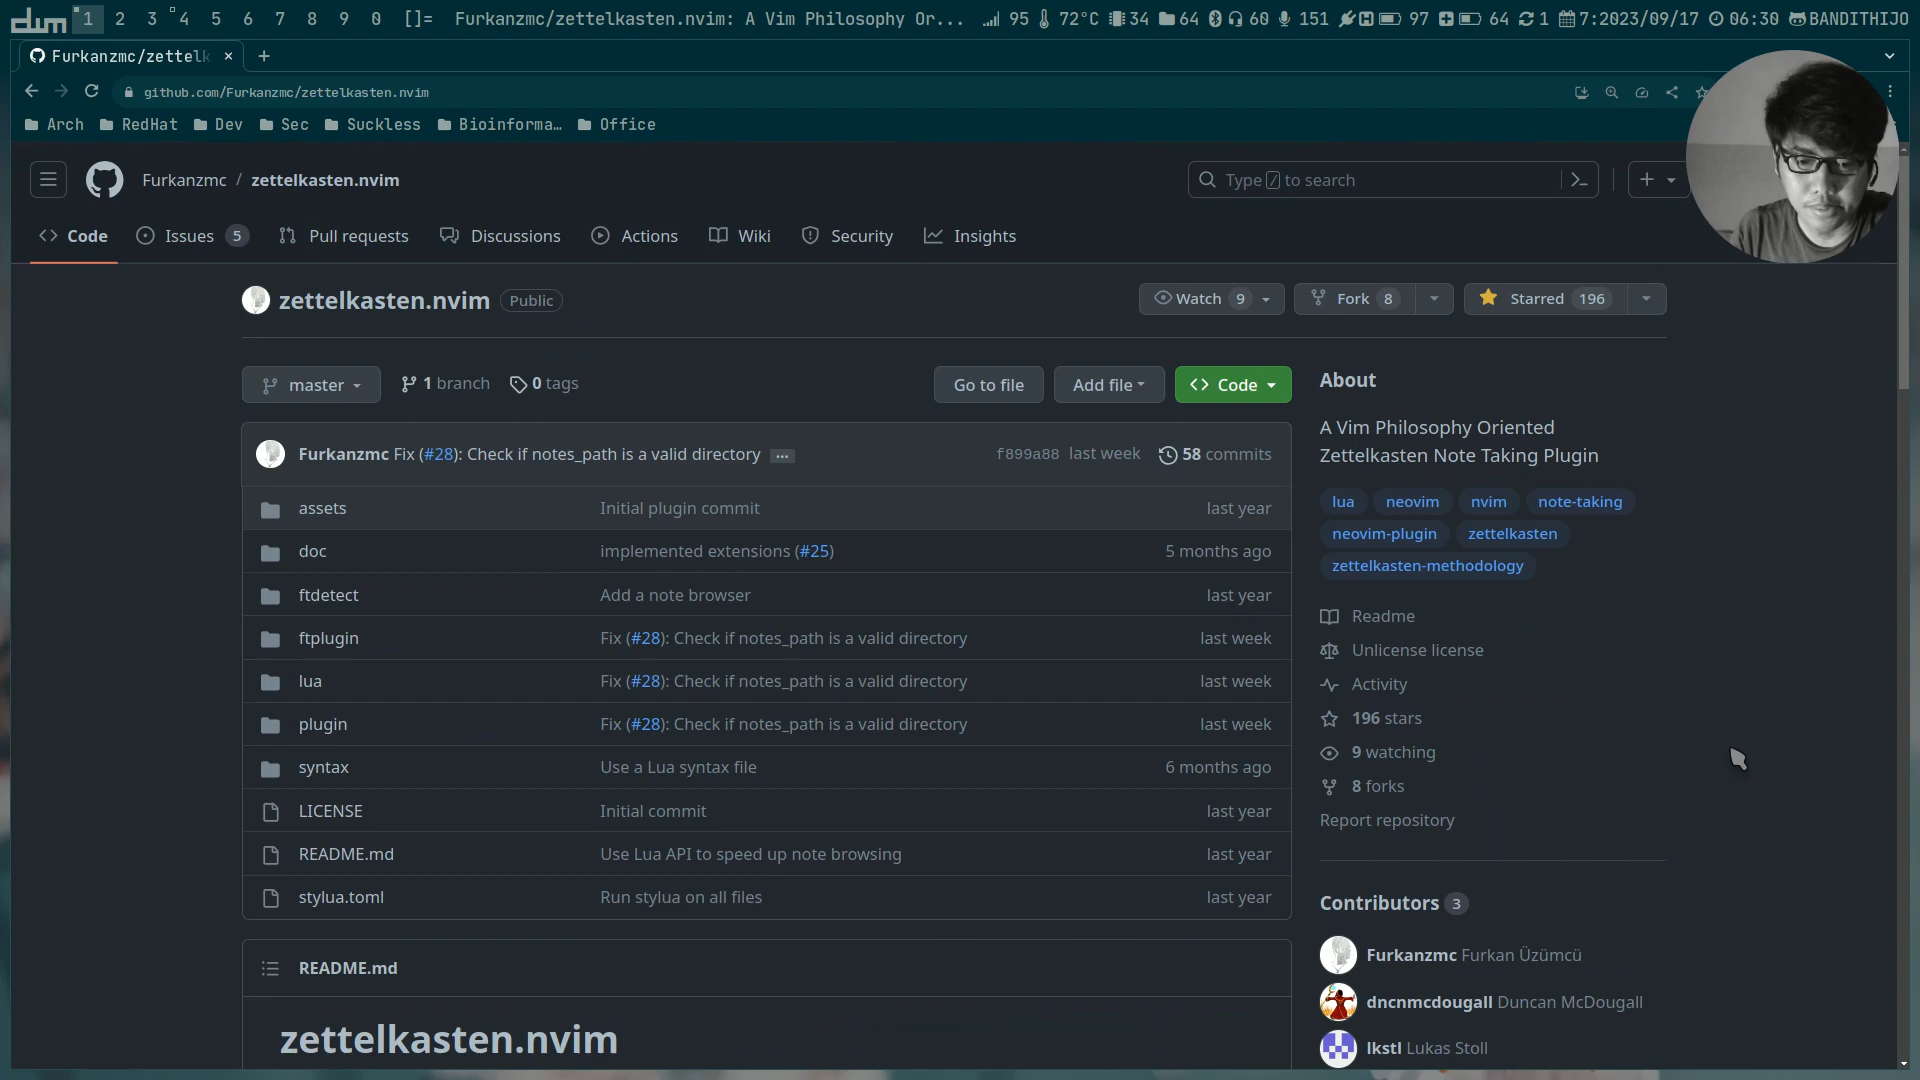 dwm 1 2 3 4 5 6 7 8 9 0 []= Furkanzmc/zettelkasten.nvim: A Vim Philosophy Or... 95 72°C 34 64 60 151 97 64 1 7:2023/09/17 06:30 BANDITHIJO
Furkanzmc/zettelk
github.com/Furkanzmc/zettelkasten.nvim
Arch RedHat Dev Sec Suckless Bioinforma… Office
Furkanzmc / zettelkasten.nvim Type / to search
Code Issues 5 Pull requests Discussions Actions Wiki Security Insights
zettelkasten.nvim Public Watch 9 Fork 8 Starred 196
master 1 branch 0 tags Go to file Add file Code
Furkanzmc Fix (#28): Check if notes_path is a valid directory ... f899a88 last week 58 commits
assets Initial plugin commit last year
doc implemented extensions (#25) 5 months ago
ftdetect Add a note browser last year
ftplugin Fix (#28): Check if notes_path is a valid directory last week
lua Fix (#28): Check if notes_path is a valid directory last week
plugin Fix (#28): Check if notes_path is a valid directory last week
syntax Use a Lua syntax file 6 months ago
LICENSE Initial commit last year
README.md Use Lua API to speed up note browsing last year
stylua.toml Run stylua on all files last year
README.md
zettelkasten.nvim
About
A Vim Philosophy Oriented
Zettelkasten Note Taking Plugin
lua neovim nvim note-taking
neovim-plugin zettelkasten
zettelkasten-methodology
Readme
Unlicense license
Activity
196 stars
9 watching
8 forks
Report repository
Contributors 3
Furkanzmc Furkan Üzümcü
dncnmcdougall Duncan McDougall
lkstl Lukas Stoll